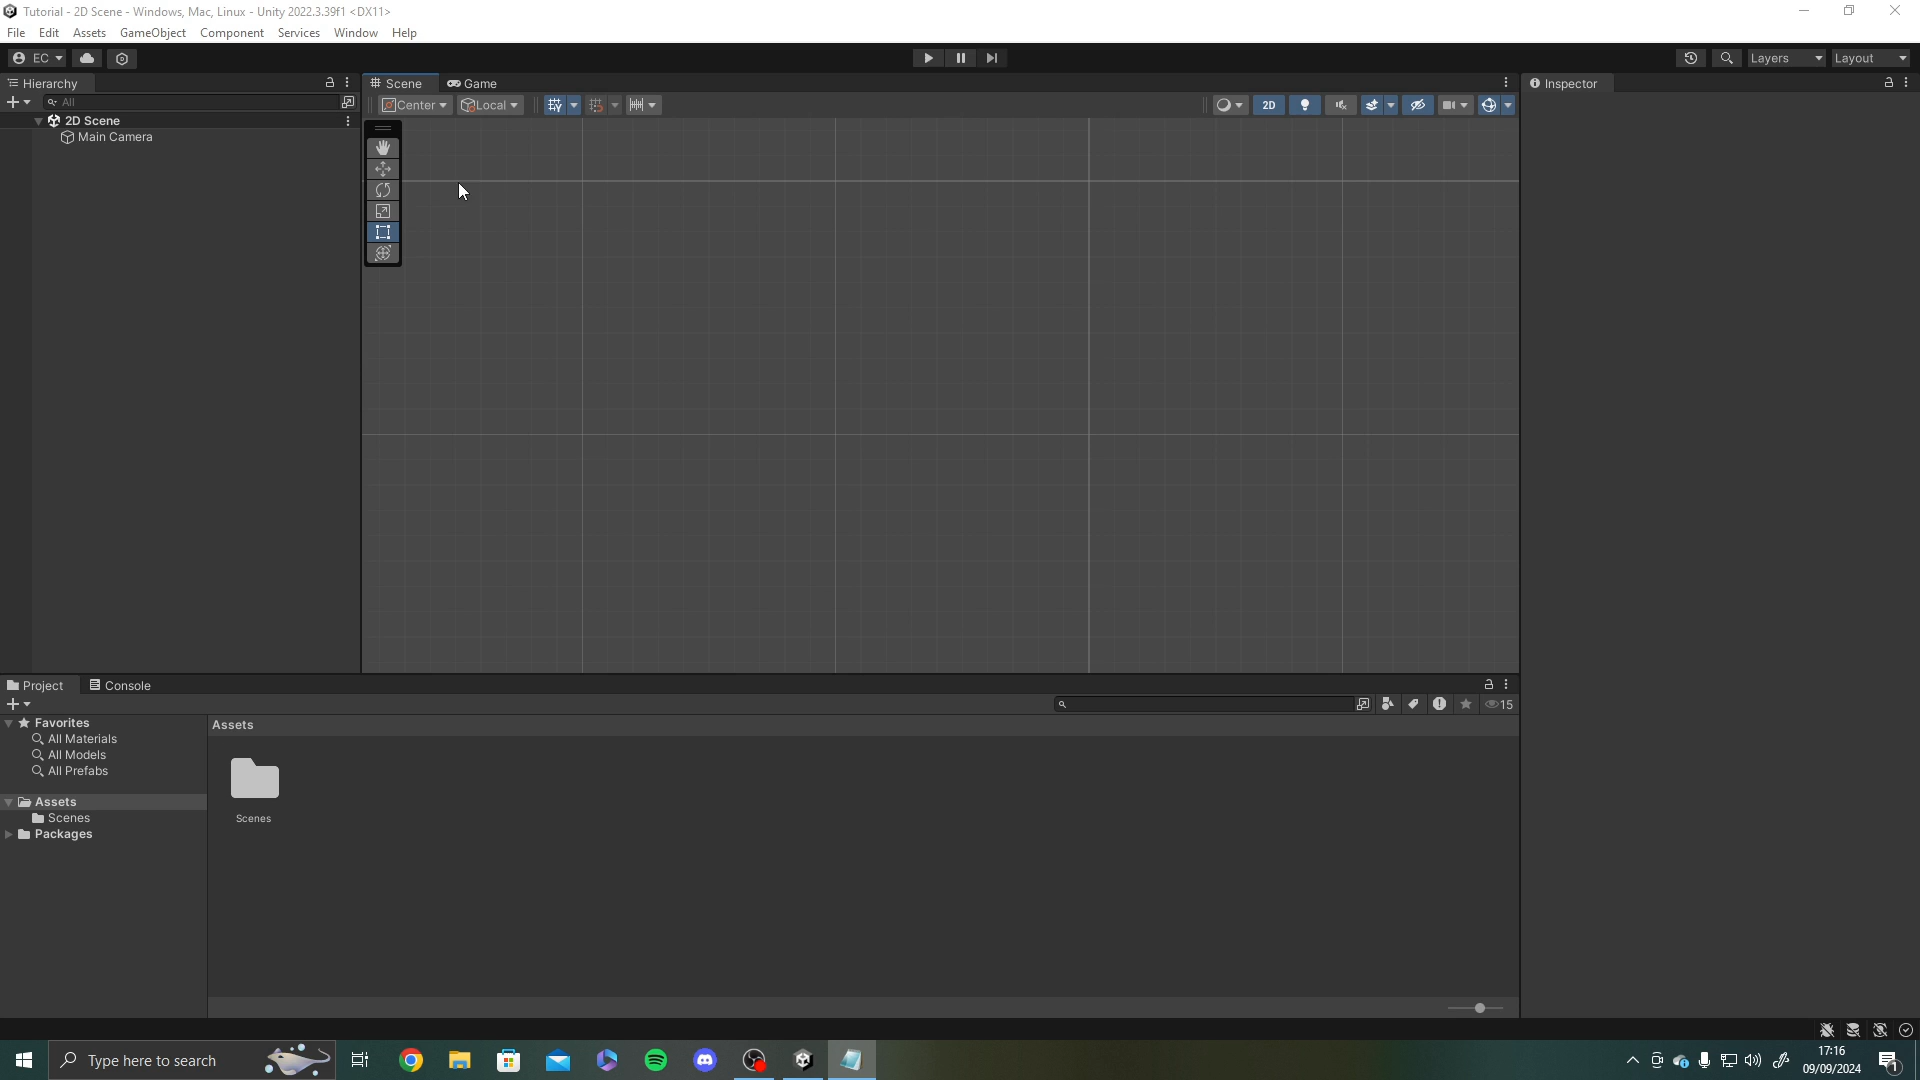 Tutorial - 2D Scene - Windows, Mac, Linux - Unity 2022.3.39f1 <DX11>
File Edit Assets GameObject Component Services Window Help
EC Layers Layout
Hierarchy Scene Game Inspector
All Center Local 2D
2D Scene
Main Camera
Project Console
15
Favorites Assets
All Materials
All Models
All Prefabs
Assets
Scenes Scenes
Packages
Type here to search
17:16
09/09/2024
1